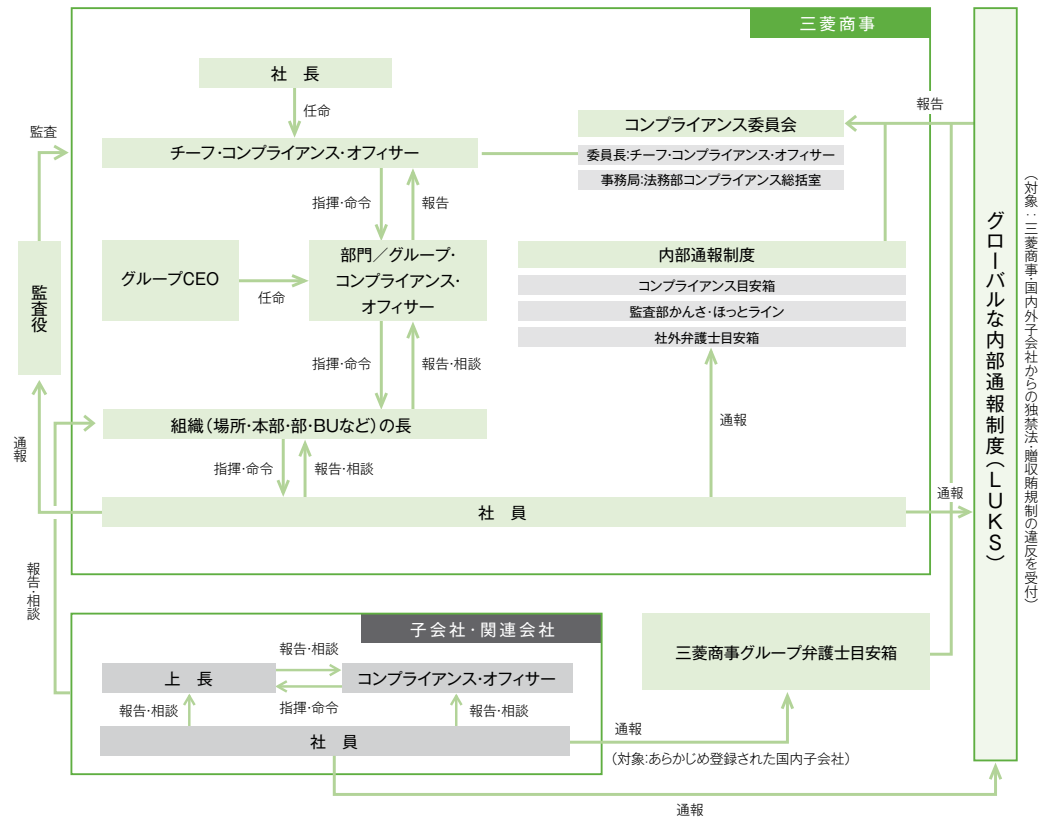 三菱商事
社　長
任命
監査
チーフ・コンプライアンス・オフィサー
コンプライアンス委員会
委員長:チーフ・コンプライアンス・オフィサー
事務局:法務部コンプライアンス総括室
報告
指揮・命令
報告
グループCEO
任命
部門／グループ・
コンプライアンス・
オフィサー
内部通報制度
コンプライアンス目安箱
監査部かんさ・ほっとライン
社外弁護士目安箱
監査役
指揮・命令
報告・相談
組織（場所・本部・部・BUなど）の長
通報
通報
指揮・命令
報告・相談
社　員
通報
グローバルな内部通報制度（LUKS）
（対象：三菱商事・国内外子会社からの独禁法・贈収賄規制の違反を受付）
報告・相談
子会社・関連会社
報告・相談
上　長
コンプライアンス・オフィサー
指揮・命令
報告・相談
報告・相談
社　員
三菱商事グループ弁護士目安箱
通報
（対象:あらかじめ登録された国内子会社）
通報